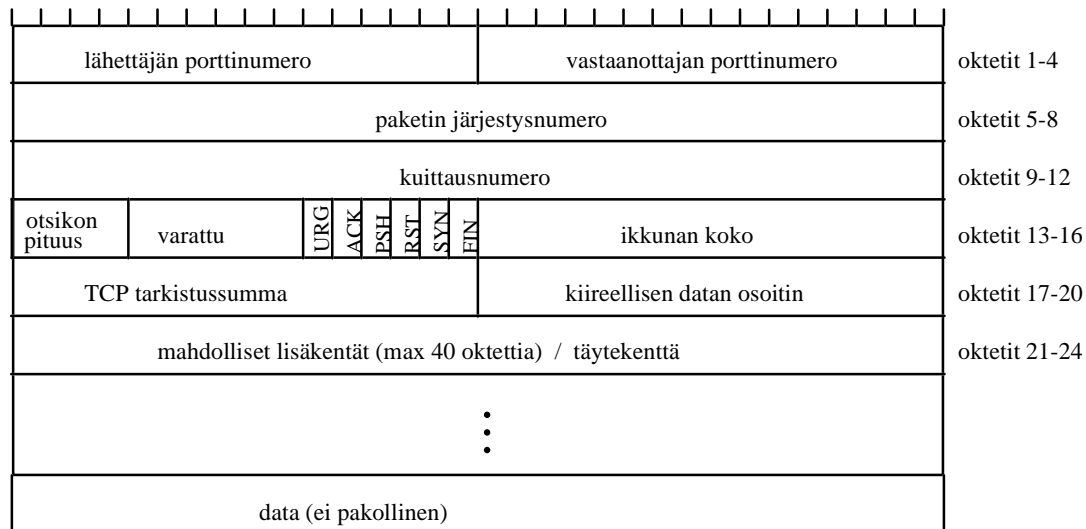 lähettäjän porttinumero vastaanottajan porttinumero oktetit 1-4
paketin järjestysnumero oktetit 5-8
kuittausnumero oktetit 9-12
otsikon
pituus varattu URG ACK PSH RST SYN FIN ikkunan koko oktetit 13-16
TCP tarkistussumma kiireellisen datan osoitin oktetit 17-20
mahdolliset lisäkentät (max 40 oktettia) / täytekenttä oktetit 21-24
data (ei pakollinen)